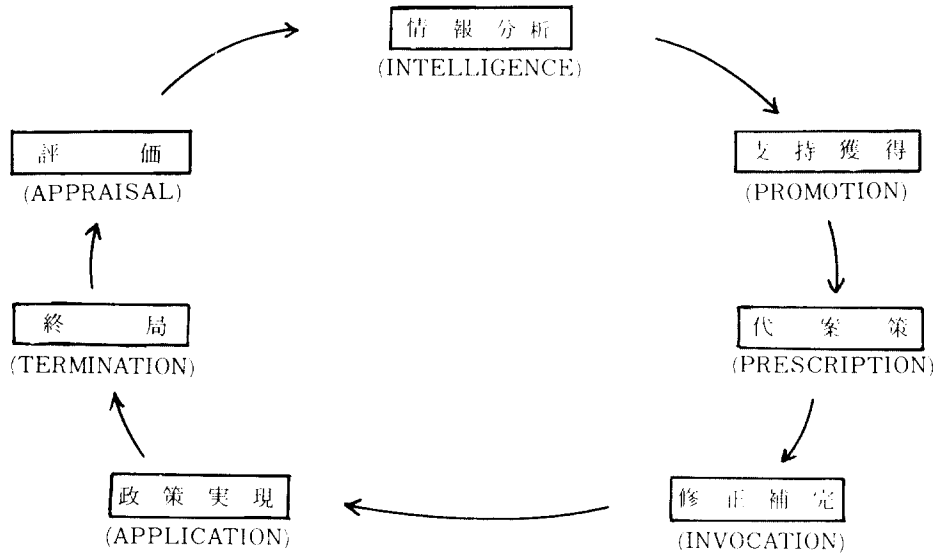 情報分析
(INTELLIGENCE)
支持獲得
(PROMOTION)
代案策
(PRESCRIPTION)
修正補完
(INVOCATION)
政策実現
(APPLICATION)
終局
(TERMINATION)
評価
(APPRAISAL)